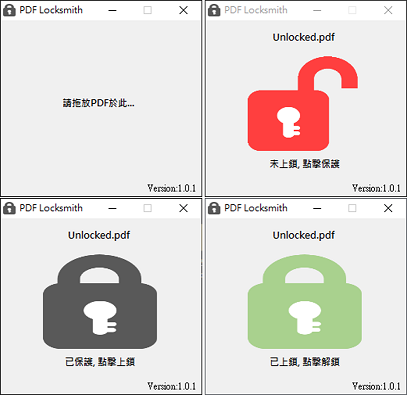 PDF Locksmith
請拖放PDF於此...
Version:1.0.1
PDF Locksmith
Unlocked.pdf
未上鎖, 點擊保護
Version:1.0.1
PDF Locksmith
Unlocked.pdf
已保護, 點擊上鎖
Version:1.0.1
PDF Locksmith
Unlocked.pdf
已上鎖, 點擊解鎖
Version:1.0.1